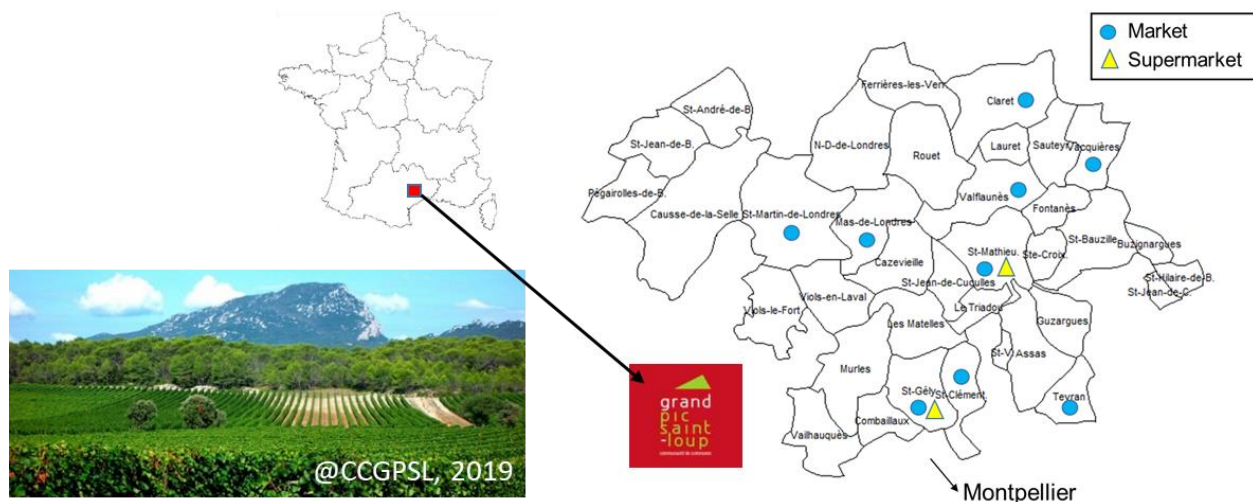 Market
Supermarket
Ferrières-les-Verr.
Claret
St-André-de-B
St-Jean-de-B.
N-D-de-Londres
Rouet
Lauret
Sauteyr
Vacquières
Pégairolles-de-B.
Causse-de-la-Selle
St-Martin-de-Londres
Mas-de-Londres
Valflaunès
Fontanès
St-Bauzille
Buzignargues
Cazevieille
St-Mathieu.
Ste-Croix.
St-Hilaire-de-B.
St-Jean-de-C.
St-Jean-de-Cuculles
Viols-en-Laval
Viols-le-Fort
Le Triadou
Guzargues
Les Matelles
St-V
Assas
Murles
St-Gély
St-Clément.
Teyran
Combaillaux
Vailhauquès
Montpellier
grand
pic
saint
-loup
communauté de communes
@CCGPSL, 2019